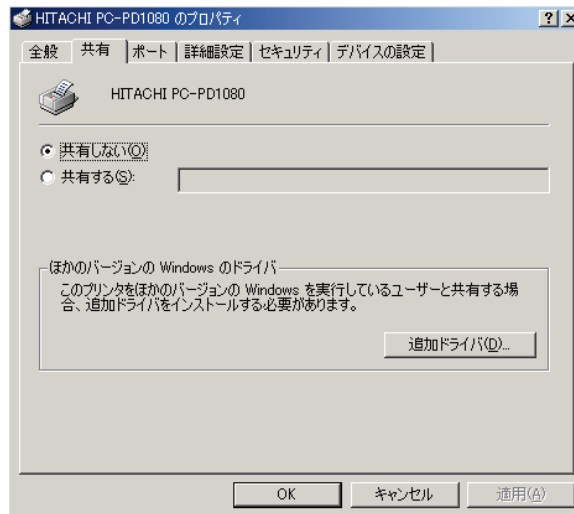 HITACHI PC-PD1080 のプロパティ
全般 共有 ポート 詳細設定 セキュリティ デバイスの設定
HITACHI PC-PD1080
共有しない(O)
共有する(S):
ほかのバージョンの Windows のドライバ
このプリンタをほかのバージョンの Windows を実行しているユーザーと共有する場
合、追加ドライバをインストールする必要があります。
追加ドライバ(D)...
OK キャンセル 適用(A)